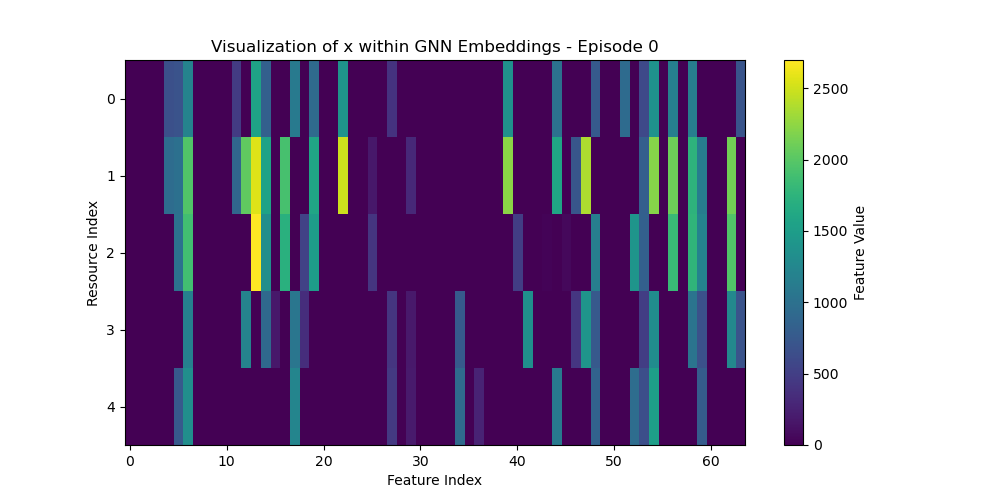 Visualization of x within GNN Embeddings - Episode 0
Resource Index
0
1
2
3
4
0 10 20 30 40 50 60
Feature Index
2500
2000
1500
1000
500
0
Feature Value